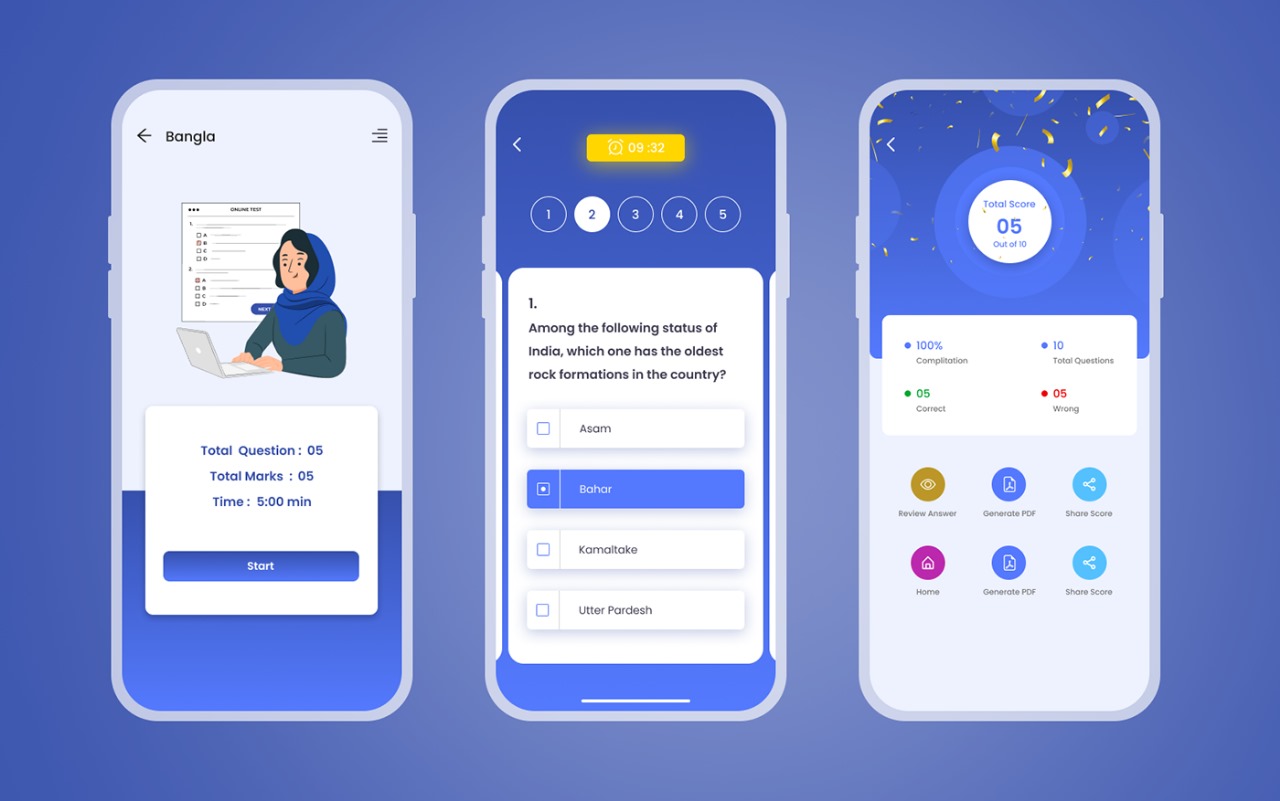 Bangla
ONLINE TEST
1.
A
B
C
D
2.
A
B
C
D
NEXT
Total Question : 05
Total Marks : 05
Time : 5:00 min
Start
09 :32
1 2 3 4 5
1.
Among the following status of
India, which one has the oldest
rock formations in the country?
Asam
Bahar
Kamaltake
Utter Pardesh
Total Score
05
Out of 10
100%
Complitation
10
Total Questions
05
Correct
05
Wrong
Review Answer
Generate PDF
Share Score
Home
Generate PDF
Share Score